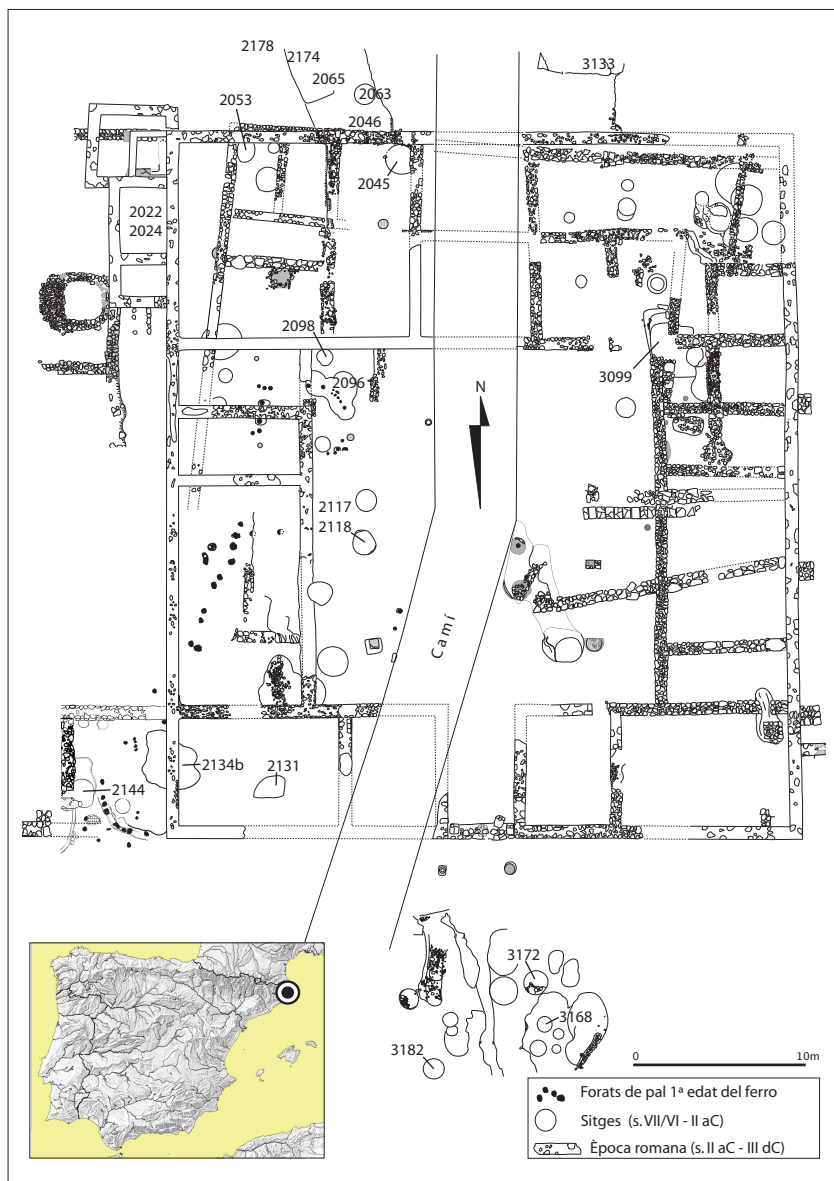 2178
2174
3133
2065
2063
2053
2046
2045
2022
2024
2098
3099
2096
N
2117
2118
Camí
2134b
2131
2144
3172
3168
3182
0 10m
Forats de pal 1ª edat del ferro
Sitges (s. VII/VI - II aC)
Època romana (s. II aC - III dC)